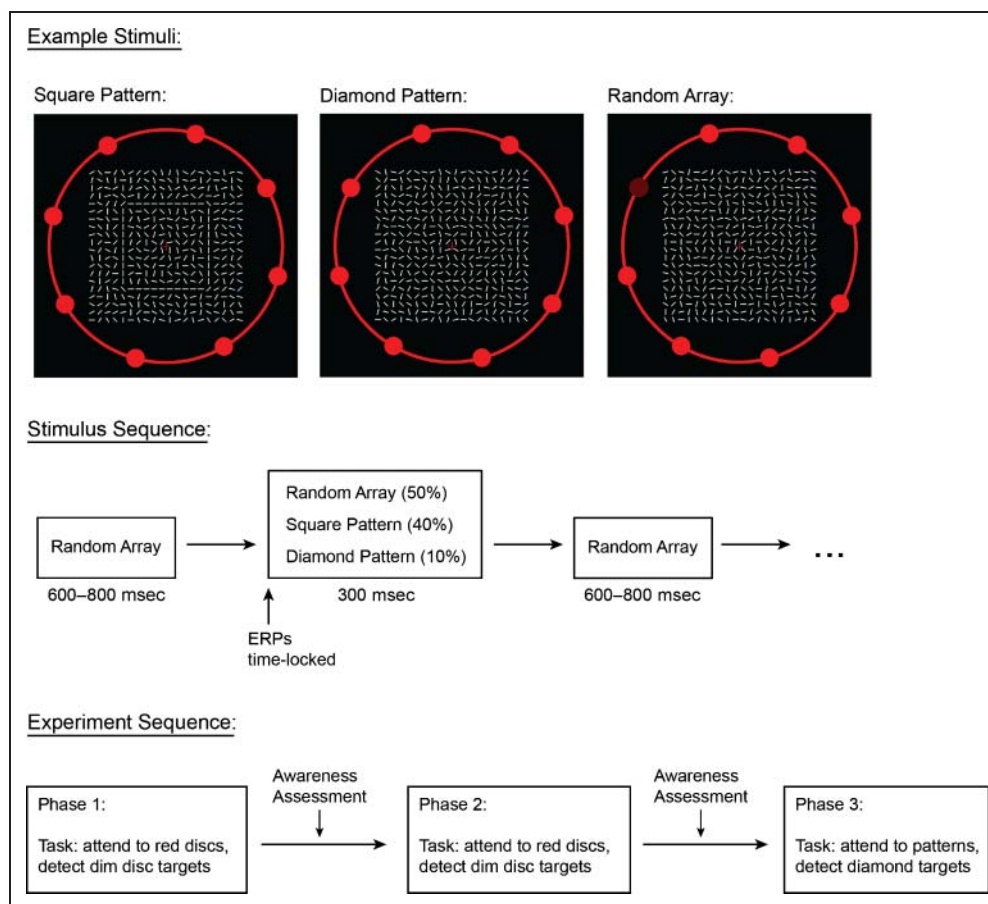 Example Stimuli:
Square Pattern:
Diamond Pattern:
Random Array:
Stimulus Sequence:
Random Array
600–800 msec
Random Array (50%)
Square Pattern (40%)
Diamond Pattern (10%)
300 msec
ERPs
time-locked
Random Array
600–800 msec
...
Experiment Sequence:
Phase 1:
Task: attend to red discs,
detect dim disc targets
Awareness
Assessment
Phase 2:
Task: attend to red discs,
detect dim disc targets
Awareness
Assessment
Phase 3:
Task: attend to patterns,
detect diamond targets